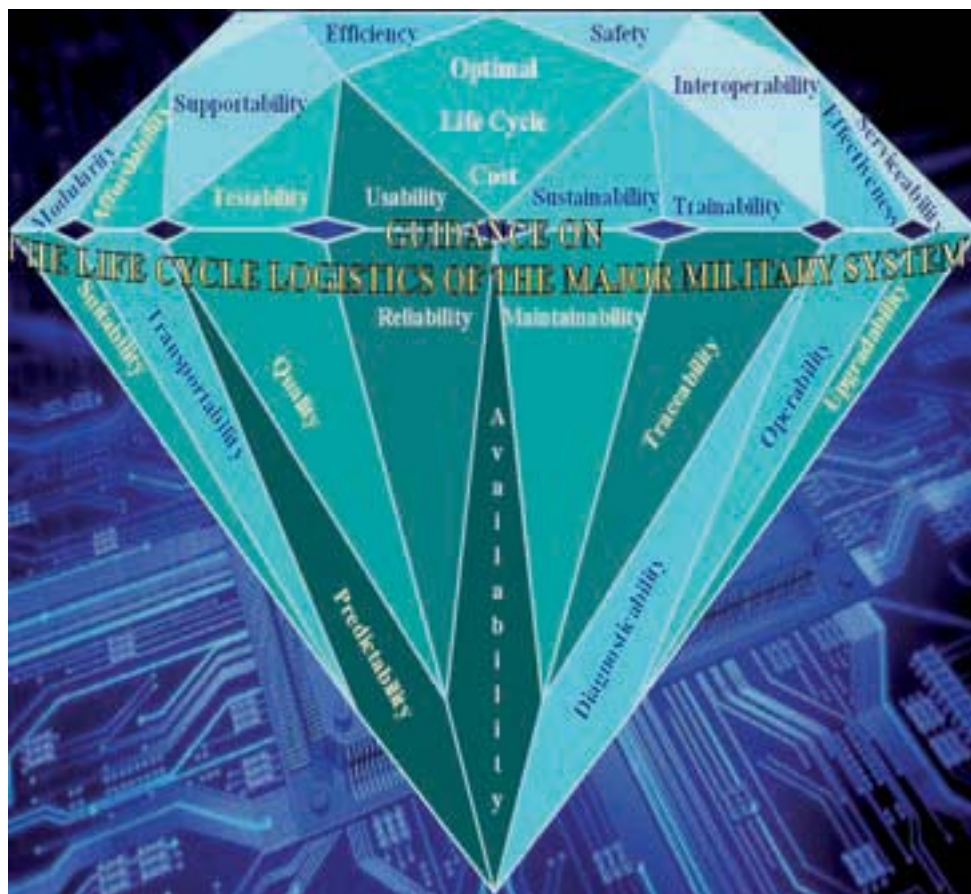 Efficiency
Safety
Optimal
Life Cycle
Cost
Supportability
Interoperability
Modularity
Affordability
Testability
Usability
Sustainability
Trainability
Effectiveness
Serviceability
GUIDANCE ON
THE LIFE CYCLE LOGISTICS OF THE MAJOR MILITARY SYSTEM
Suitability
Transportability
Quality
Reliability
Maintainability
Traceability
Operability
Upgradability
Predictability
Availability
Diagnosticability